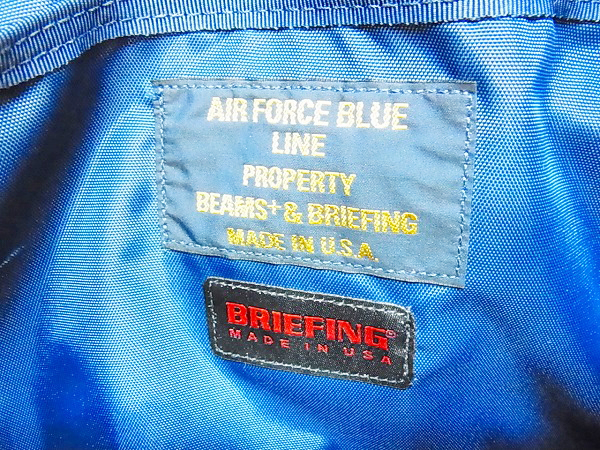 AIR FORCE BLUE
LINE
PROPERTY
BEAMS+ & BRIEFING
MADE IN U.S.A.
BRIEFING®
MADE IN USA